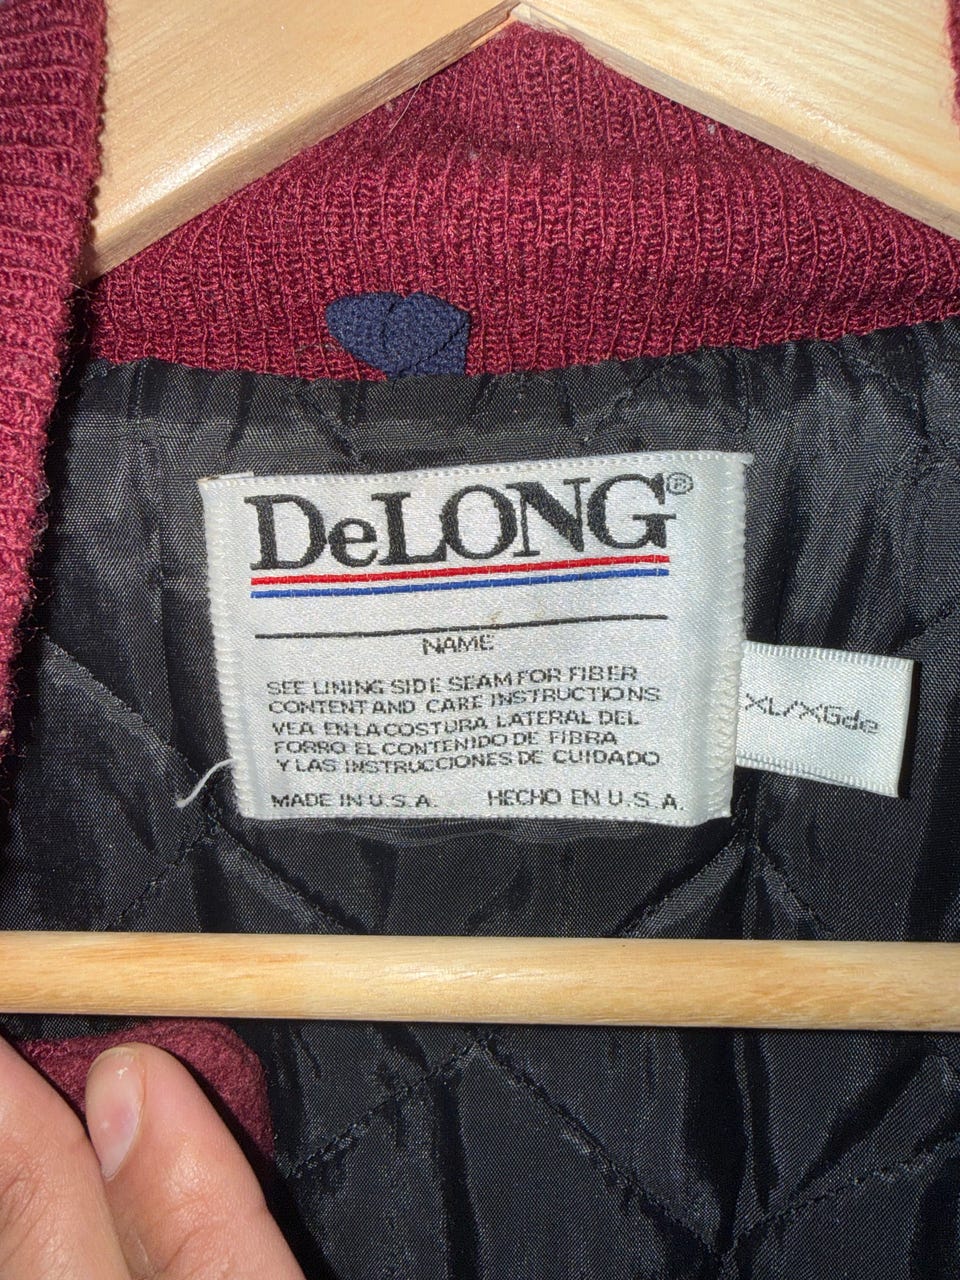 DeLONG®
NAME
SEE LINING SIDE SEAM FOR FIBER
CONTENT AND CARE INSTRUCTIONS
VEA EN LA COSTURA LATERAL DEL
FORRO EL CONTENIDO DE FIBRA
Y LAS INSTRUCCIONES DE CUIDADO
MADE IN U.S.A. HECHO EN U.S.A.
XL/XGde